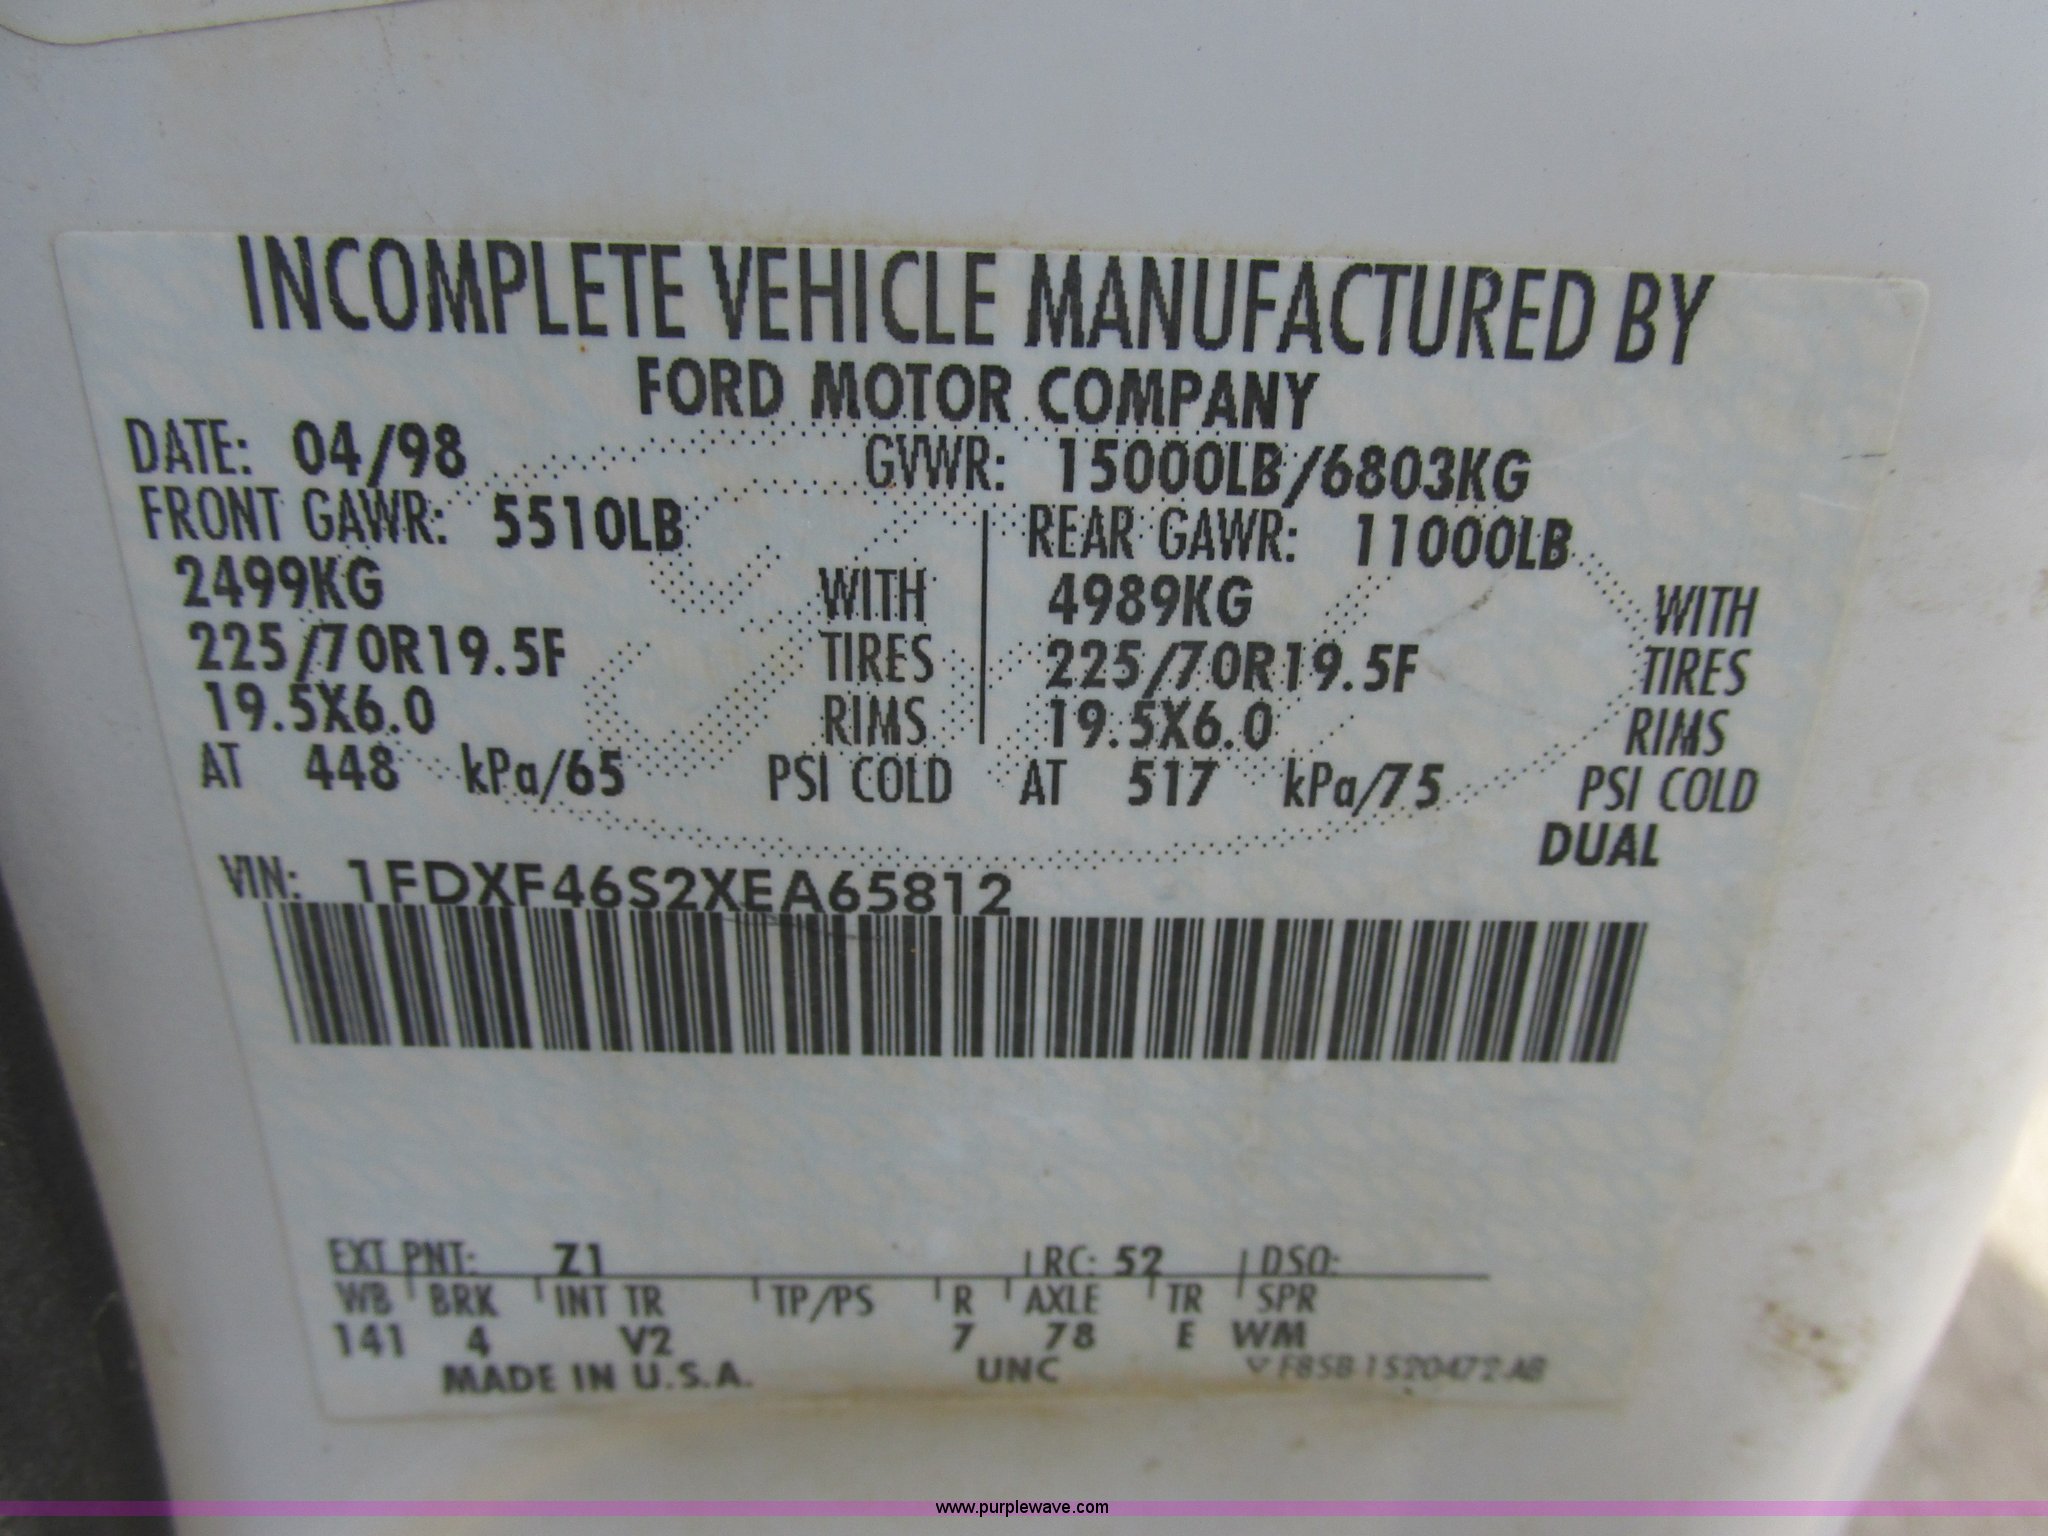 INCOMPLETE VEHICLE MANUFACTURED BY
FORD MOTOR COMPANY
DATE: 04/98 GVWR: 15000LB/6803KG
FRONT GAWR: 5510LB REAR GAWR: 11000LB
2499KG WITH 4989KG WITH
225/70R19.5F TIRES 225/70R19.5F TIRES
19.5X6.0 RIMS 19.5X6.0 RIMS
AT 448 kPa/65 PSI COLD AT 517 kPa/75 PSI COLD
DUAL
VIN: 1FDXF46S2XEA65812
EXT PNT: Z1 RC: 52 DSO:
WB BRK INT TR TP/PS R AXLE TR SPR
141 4 V2 7 78 E WM
MADE IN U.S.A. UNC F85B 1520472 AB
www.purplewave.com